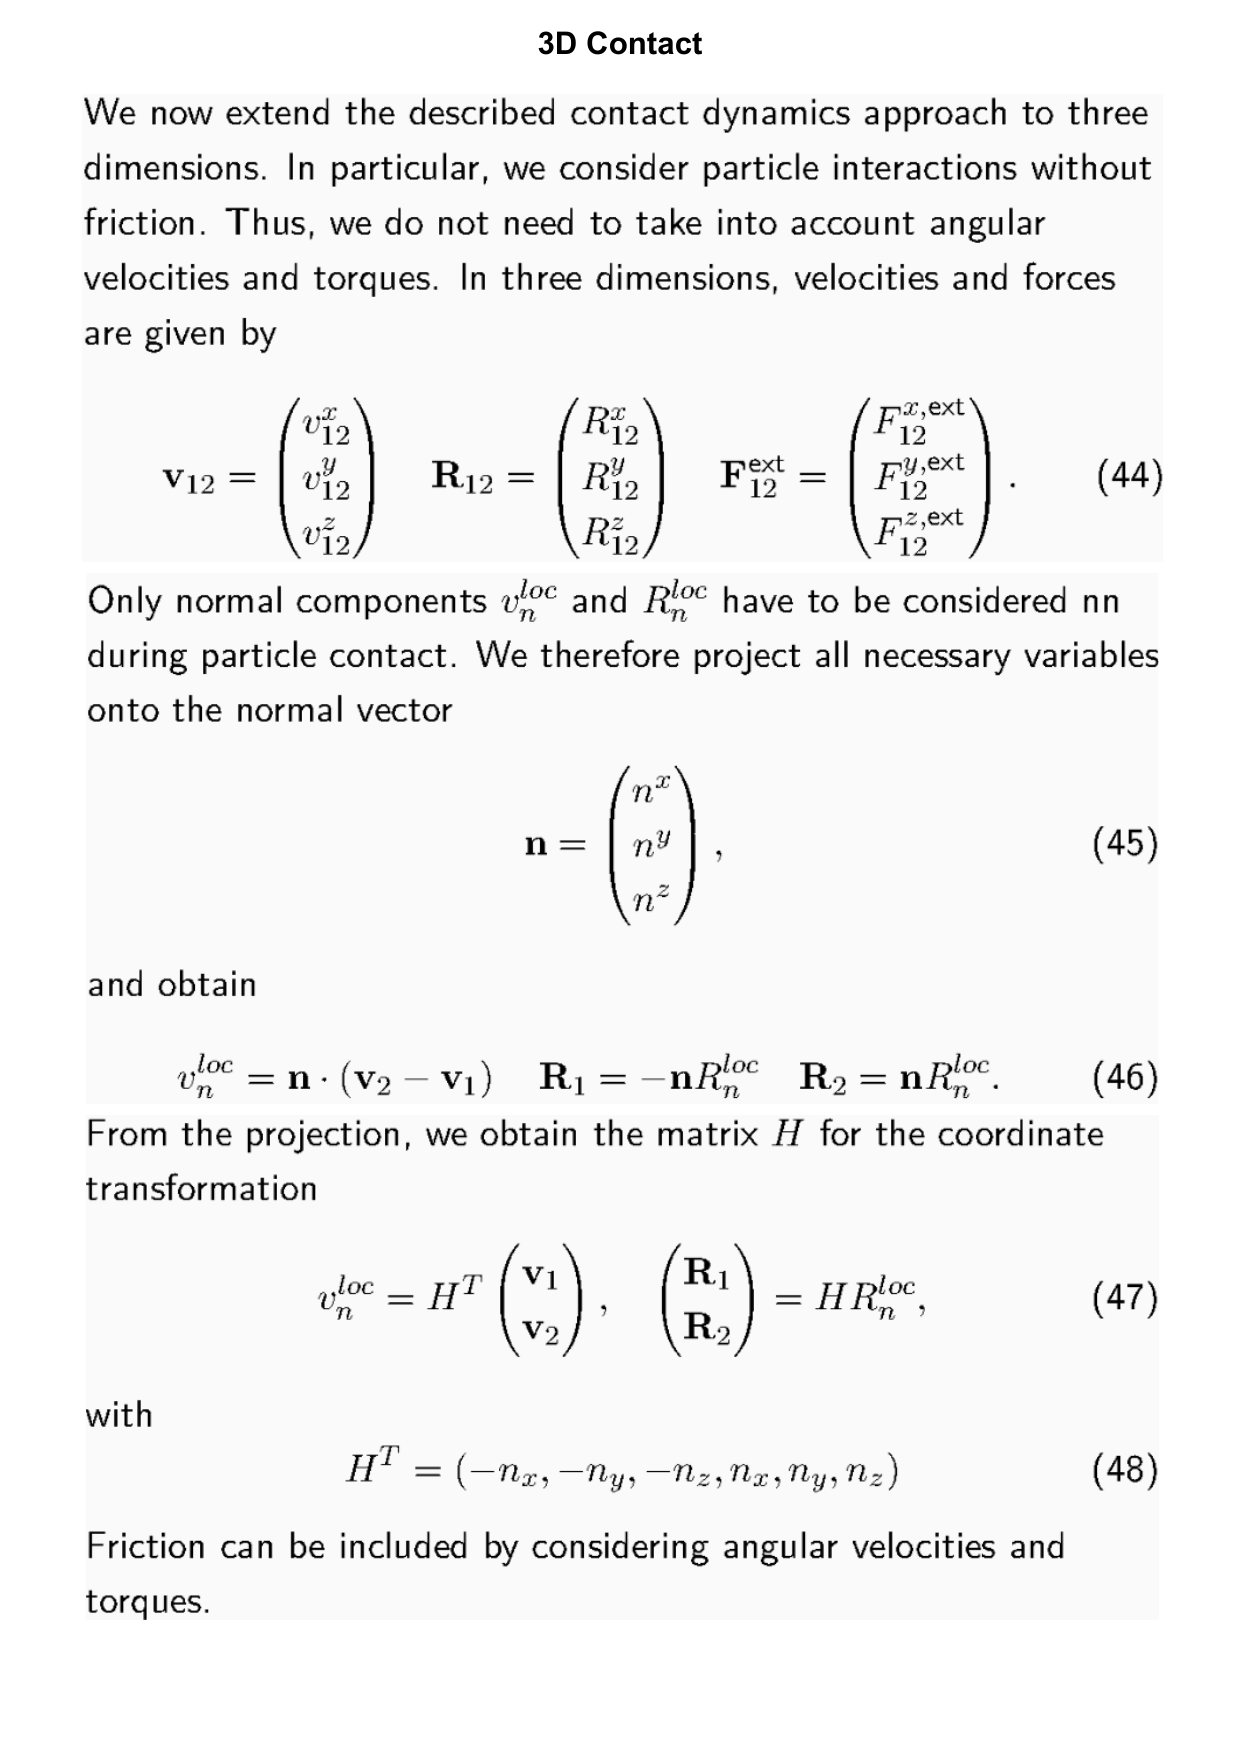 3D Contact
We now extend the described contact dynamics approach to three
dimensions. In particular, we consider particle interactions without
friction. Thus, we do not need to take into account angular
velocities and torques. In three dimensions, velocities and forces
are given by
$\mathbf{v}_{12} = \begin{pmatrix} v_{12}^x \\ v_{12}^y \\ v_{12}^z \end{pmatrix} \quad \mathbf{R}_{12} = \begin{pmatrix} R_{12}^x \\ R_{12}^y \\ R_{12}^z \end{pmatrix} \quad \mathbf{F}_{12}^{\text{ext}} = \begin{pmatrix} F_{12}^{x,\text{ext}} \\ F_{12}^{y,\text{ext}} \\ F_{12}^{z,\text{ext}} \end{pmatrix}.$ (44)
Only normal components $v_n^{loc}$ and $R_n^{loc}$ have to be considered nn
during particle contact. We therefore project all necessary variables
onto the normal vector
$\mathbf{n} = \begin{pmatrix} n^x \\ n^y \\ n^z \end{pmatrix},$ (45)
and obtain
$v_n^{loc} = \mathbf{n} \cdot (\mathbf{v}_2 - \mathbf{v}_1) \quad \mathbf{R}_1 = -\mathbf{n}R_n^{loc} \quad \mathbf{R}_2 = \mathbf{n}R_n^{loc}.$ (46)
From the projection, we obtain the matrix $H$ for the coordinate
transformation
$v_n^{loc} = H^T \begin{pmatrix} \mathbf{v}_1 \\ \mathbf{v}_2 \end{pmatrix}, \quad \begin{pmatrix} \mathbf{R}_1 \\ \mathbf{R}_2 \end{pmatrix} = HR_n^{loc},$ (47)
with
$H^T = (-n_x, -n_y, -n_z, n_x, n_y, n_z)$ (48)
Friction can be included by considering angular velocities and
torques.